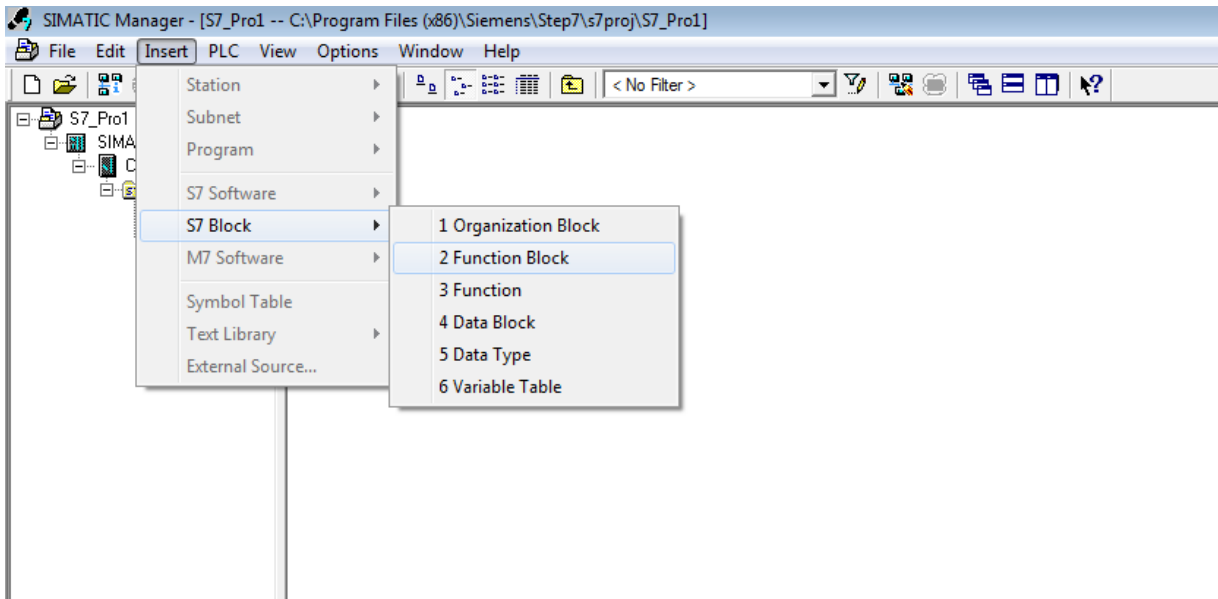 SIMATIC Manager - [S7_Pro1 -- C:\Program Files (x86)\Siemens\Step7\s7proj\S7_Pro1]
File Edit Insert PLC View Options Window Help
< No Filter >
S7_Pro1
SIMA
C
Station
Subnet
Program
S7 Software
S7 Block
M7 Software
Symbol Table
Text Library
External Source...
1 Organization Block
2 Function Block
3 Function
4 Data Block
5 Data Type
6 Variable Table